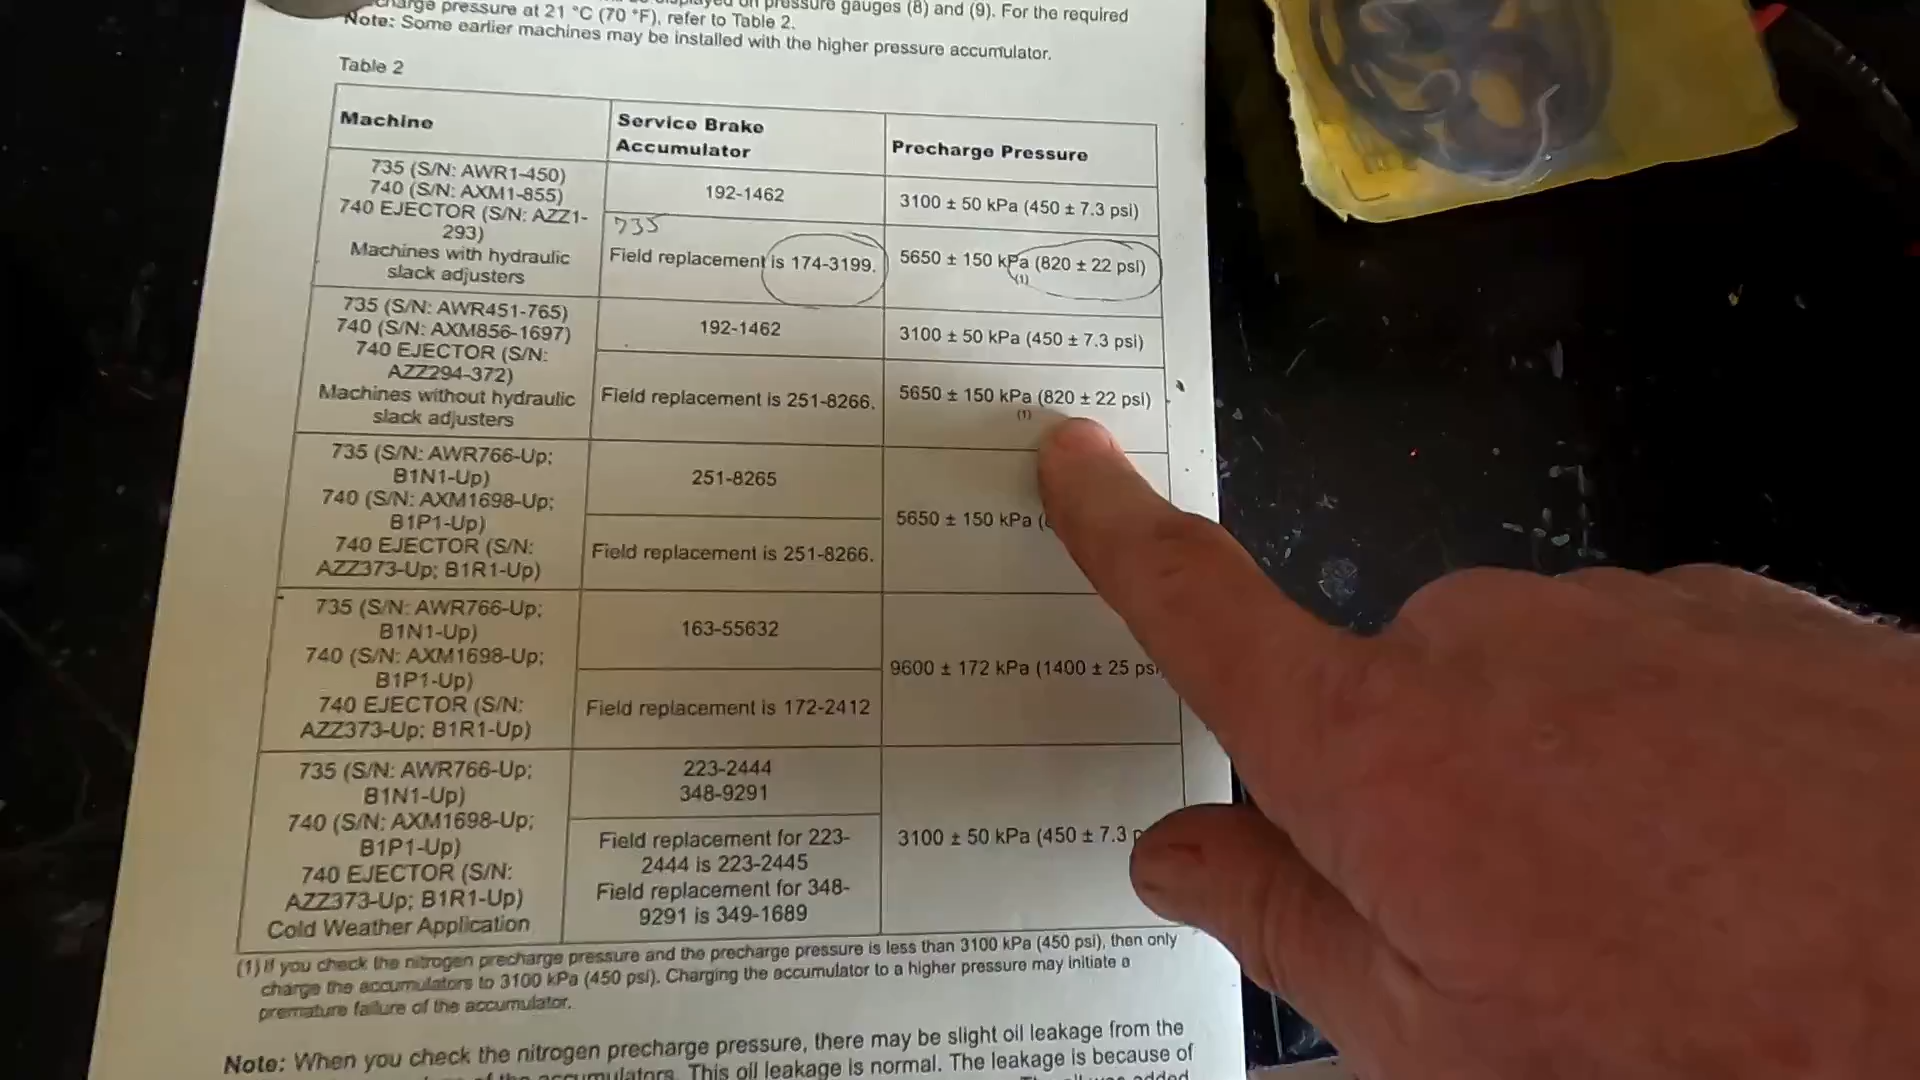 charge pressure at 21 °C (70 °F), refer to Table 2.
on pressure gauges (8) and (9). For the required
Note: Some earlier machines may be installed with the higher pressure accumulator.
Table 2
Machine
Service Brake
Accumulator
Precharge Pressure
735 (S/N: AWR1-450)
740 (S/N: AXM1-855)
740 EJECTOR (S/N: AZZ1-
293)
Machines with hydraulic
slack adjusters
192-1462
3100 ± 50 kPa (450 ± 7.3 psi)
735
Field replacement is 174-3199.
5650 ± 150 kPa (820 ± 22 psi)
(1)
735 (S/N: AWR451-765)
740 (S/N: AXM856-1697)
740 EJECTOR (S/N:
AZZ294-372)
Machines without hydraulic
slack adjusters
192-1462
3100 ± 50 kPa (450 ± 7.3 psi)
Field replacement is 251-8266.
5650 ± 150 kPa (820 ± 22 psi)
(1)
735 (S/N: AWR766-Up;
B1N1-Up)
740 (S/N: AXM1698-Up;
B1P1-Up)
740 EJECTOR (S/N:
AZZ373-Up; B1R1-Up)
251-8265
Field replacement is 251-8266.
5650 ± 150 kPa (
735 (S/N: AWR766-Up;
B1N1-Up)
740 (S/N: AXM1698-Up;
B1P1-Up)
740 EJECTOR (S/N:
AZZ373-Up; B1R1-Up)
163-55632
Field replacement is 172-2412
9600 ± 172 kPa (1400 ± 25 psi
735 (S/N: AWR766-Up;
B1N1-Up)
740 (S/N: AXM1698-Up;
B1P1-Up)
740 EJECTOR (S/N:
AZZ373-Up; B1R1-Up)
Cold Weather Application
223-2444
348-9291
Field replacement for 223-
2444 is 223-2445
Field replacement for 348-
9291 is 349-1689
3100 ± 50 kPa (450 ± 7.3
(1) If you check the nitrogen precharge pressure and the precharge pressure is less than 3100 kPa (450 psi), then only
charge the accumulators to 3100 kPa (450 psi). Charging the accumulator to a higher pressure may initiate a
premature failure of the accumulator.
Note: When you check the nitrogen precharge pressure, there may be slight oil leakage from the
of the accumulators. This oil leakage is normal. The leakage is because of